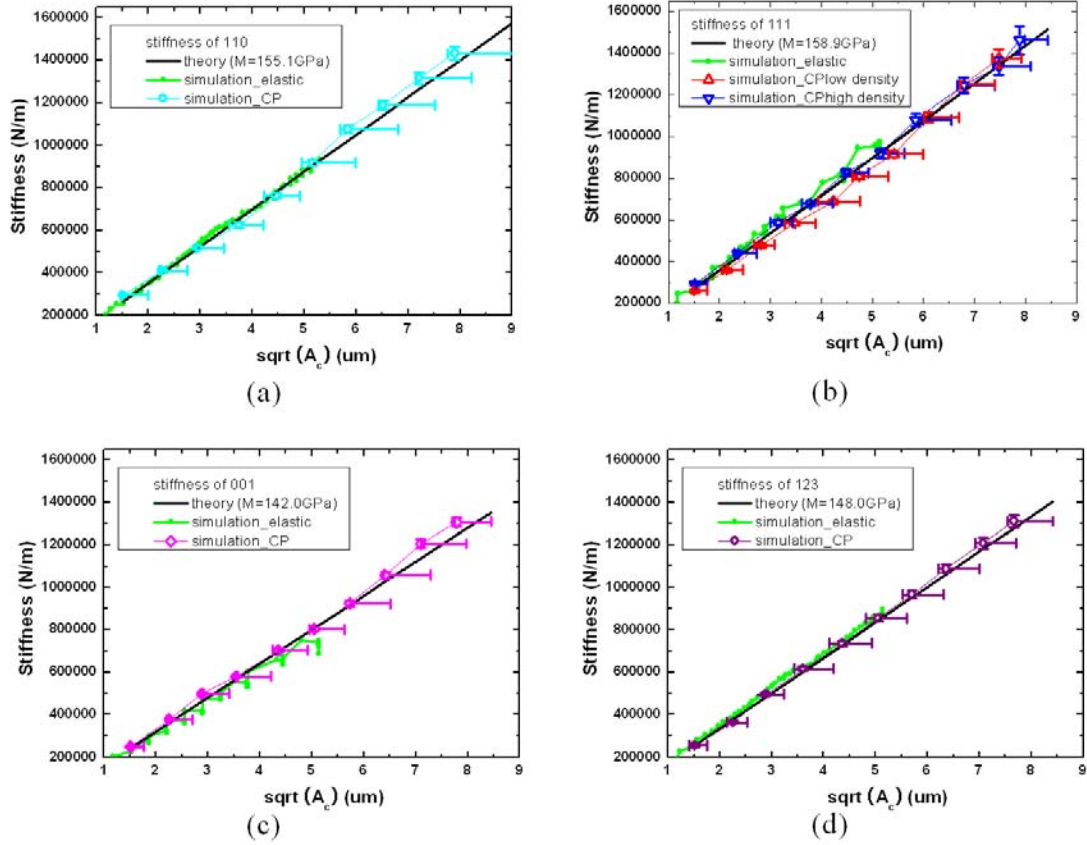 1600000
1400000
1200000
1000000
800000
600000
400000
200000
Stiffness (N/m)
stiffness of 110
theory (M=155.1GPa)
simulation_elastic
simulation_CP
1 2 3 4 5 6 7 8 9
sqrt (A_c) (um)
(a)
1600000
1400000
1200000
1000000
800000
600000
400000
200000
Stiffness (N/m)
stiffness of 111
theory (M=158.9GPa)
simulation_elastic
simulation_CPlow density
simulation_CPhigh density
1 2 3 4 5 6 7 8 9
sqrt (A_c) (um)
(b)
1600000
1400000
1200000
1000000
800000
600000
400000
200000
Stiffness (N/m)
stiffness of 001
theory (M=142.0GPa)
simulation_elastic
simulation_CP
1 2 3 4 5 6 7 8 9
sqrt (A_c) (um)
(c)
1600000
1400000
1200000
1000000
800000
600000
400000
200000
Stiffness (N/m)
stiffness of 123
theory (M=148.0GPa)
simulation_elastic
simulation_CP
1 2 3 4 5 6 7 8 9
sqrt (A_c) (um)
(d)